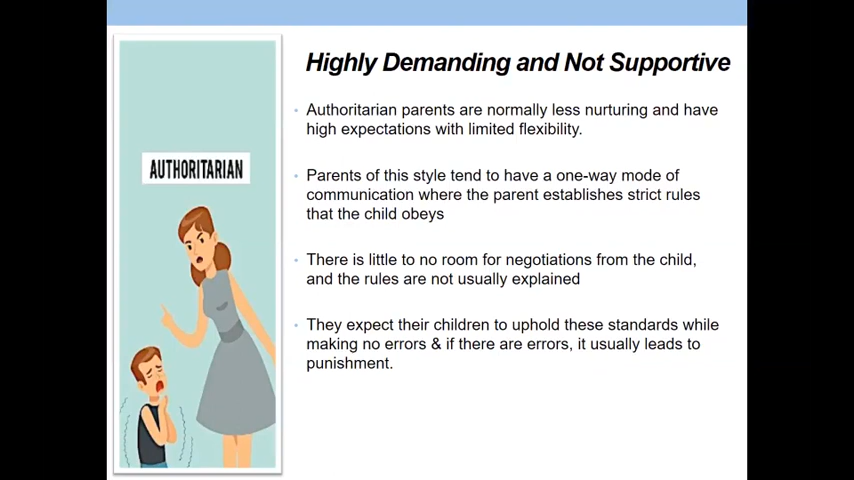 Highly Demanding and Not Supportive
AUTHORITARIAN
• Authoritarian parents are normally less nurturing and have
high expectations with limited flexibility.
• Parents of this style tend to have a one-way mode of
communication where the parent establishes strict rules
that the child obeys
• There is little to no room for negotiations from the child,
and the rules are not usually explained
• They expect their children to uphold these standards while
making no errors & if there are errors, it usually leads to
punishment.